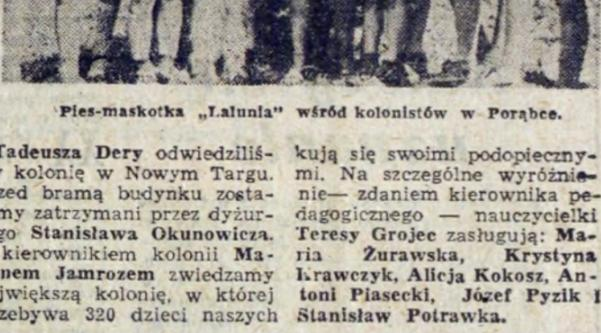 Pies-maskotka „Lalunia" wśród kolonistów w Porąbce.
Tadeusza Dery odwiedziliś-
kolonię w Nowym Targu.
zed bramą budynku zosta-
my zatrzymani przez dyżur-
go Stanisława Okunowicza.
kierownikiem kolonii Ma-
nem Jamrozem zwiedzamy
jwiększą kolonię, w której
zebywa 320 dzieci naszych
kują się swoimi podopieczny-
mi. Na szczególne wyróżnie-
nie— zdaniem kierownika pe-
dagogicznego — nauczycielki
Teresy Grojec zasługują: Ma-
ria Żurawska, Krystyna
Krawczyk, Alicja Kokosz, An-
toni Piasecki, Józef Pyzik i
Stanisław Potrawka.